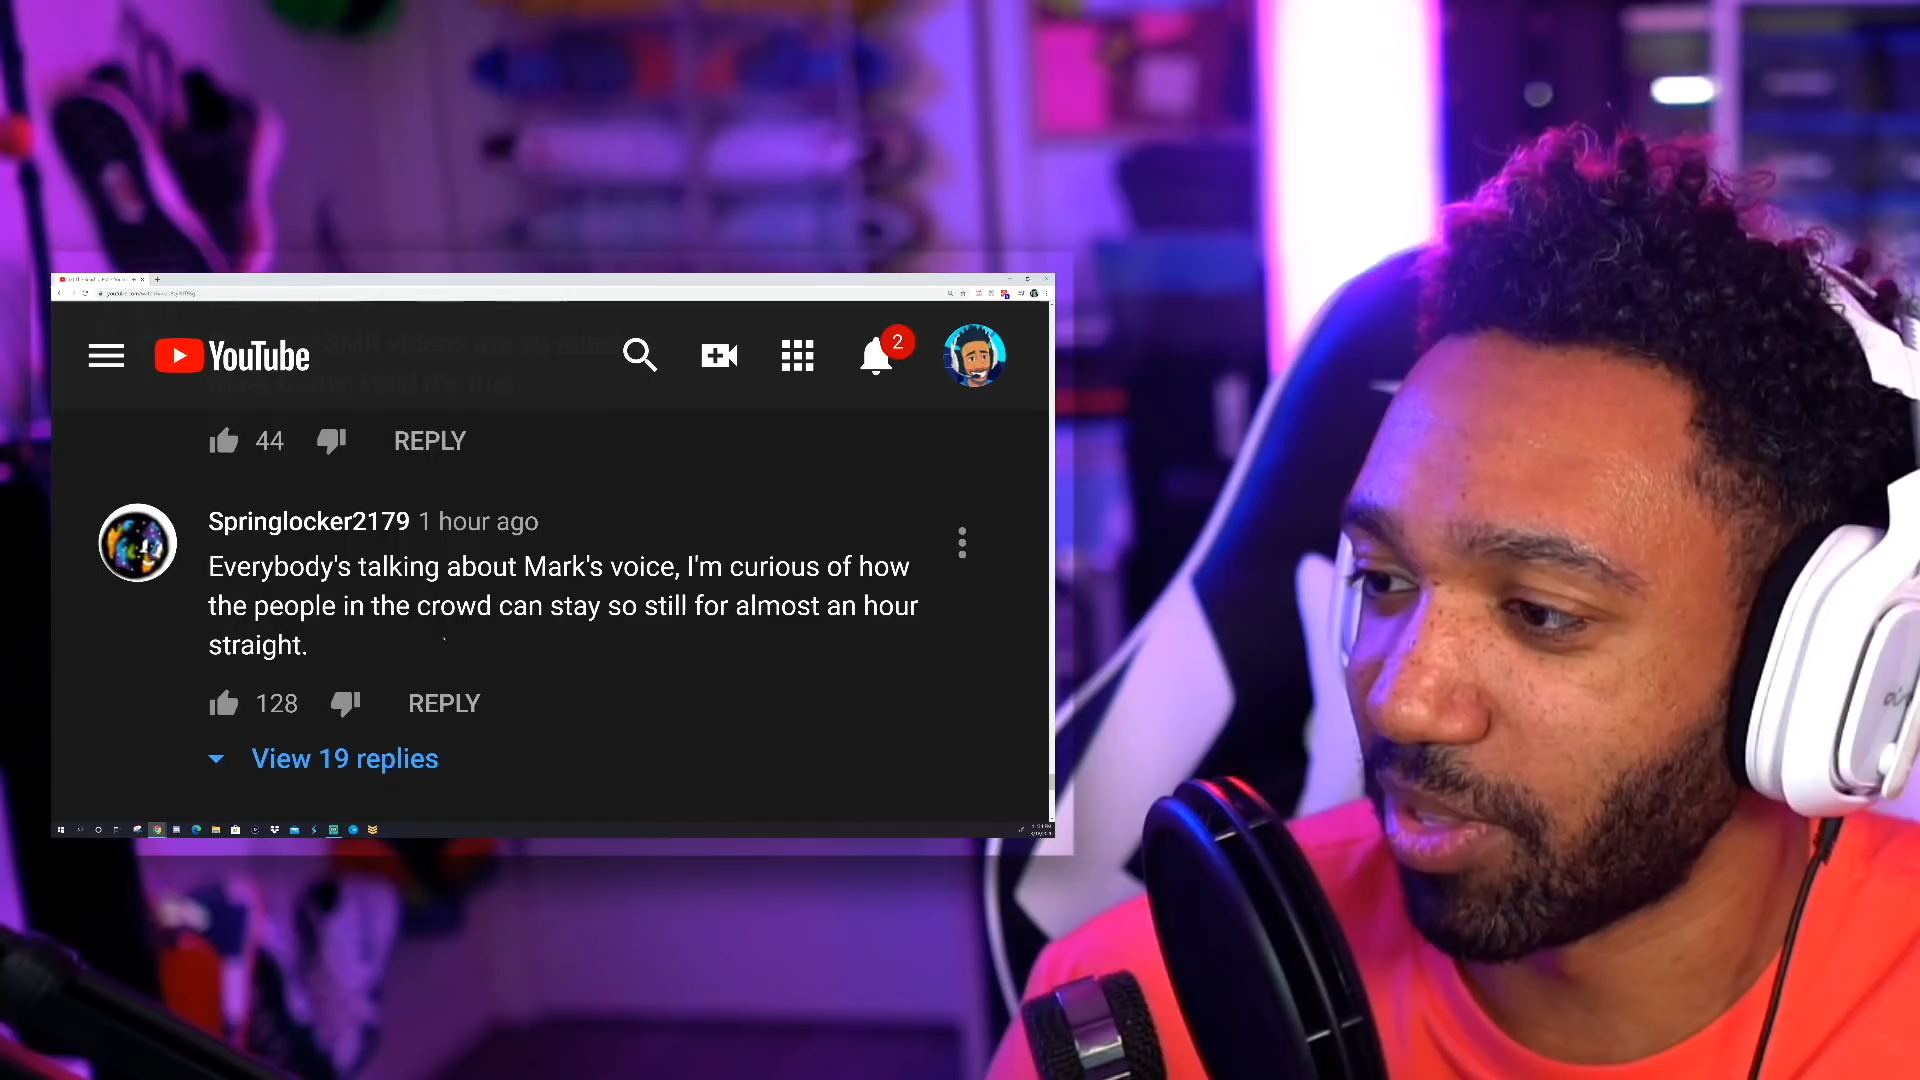 YouTube
2
44
REPLY
Springlocker2179 1 hour ago
Everybody's talking about Mark's voice, I'm curious of how
the people in the crowd can stay so still for almost an hour
straight.
128
REPLY
View 19 replies